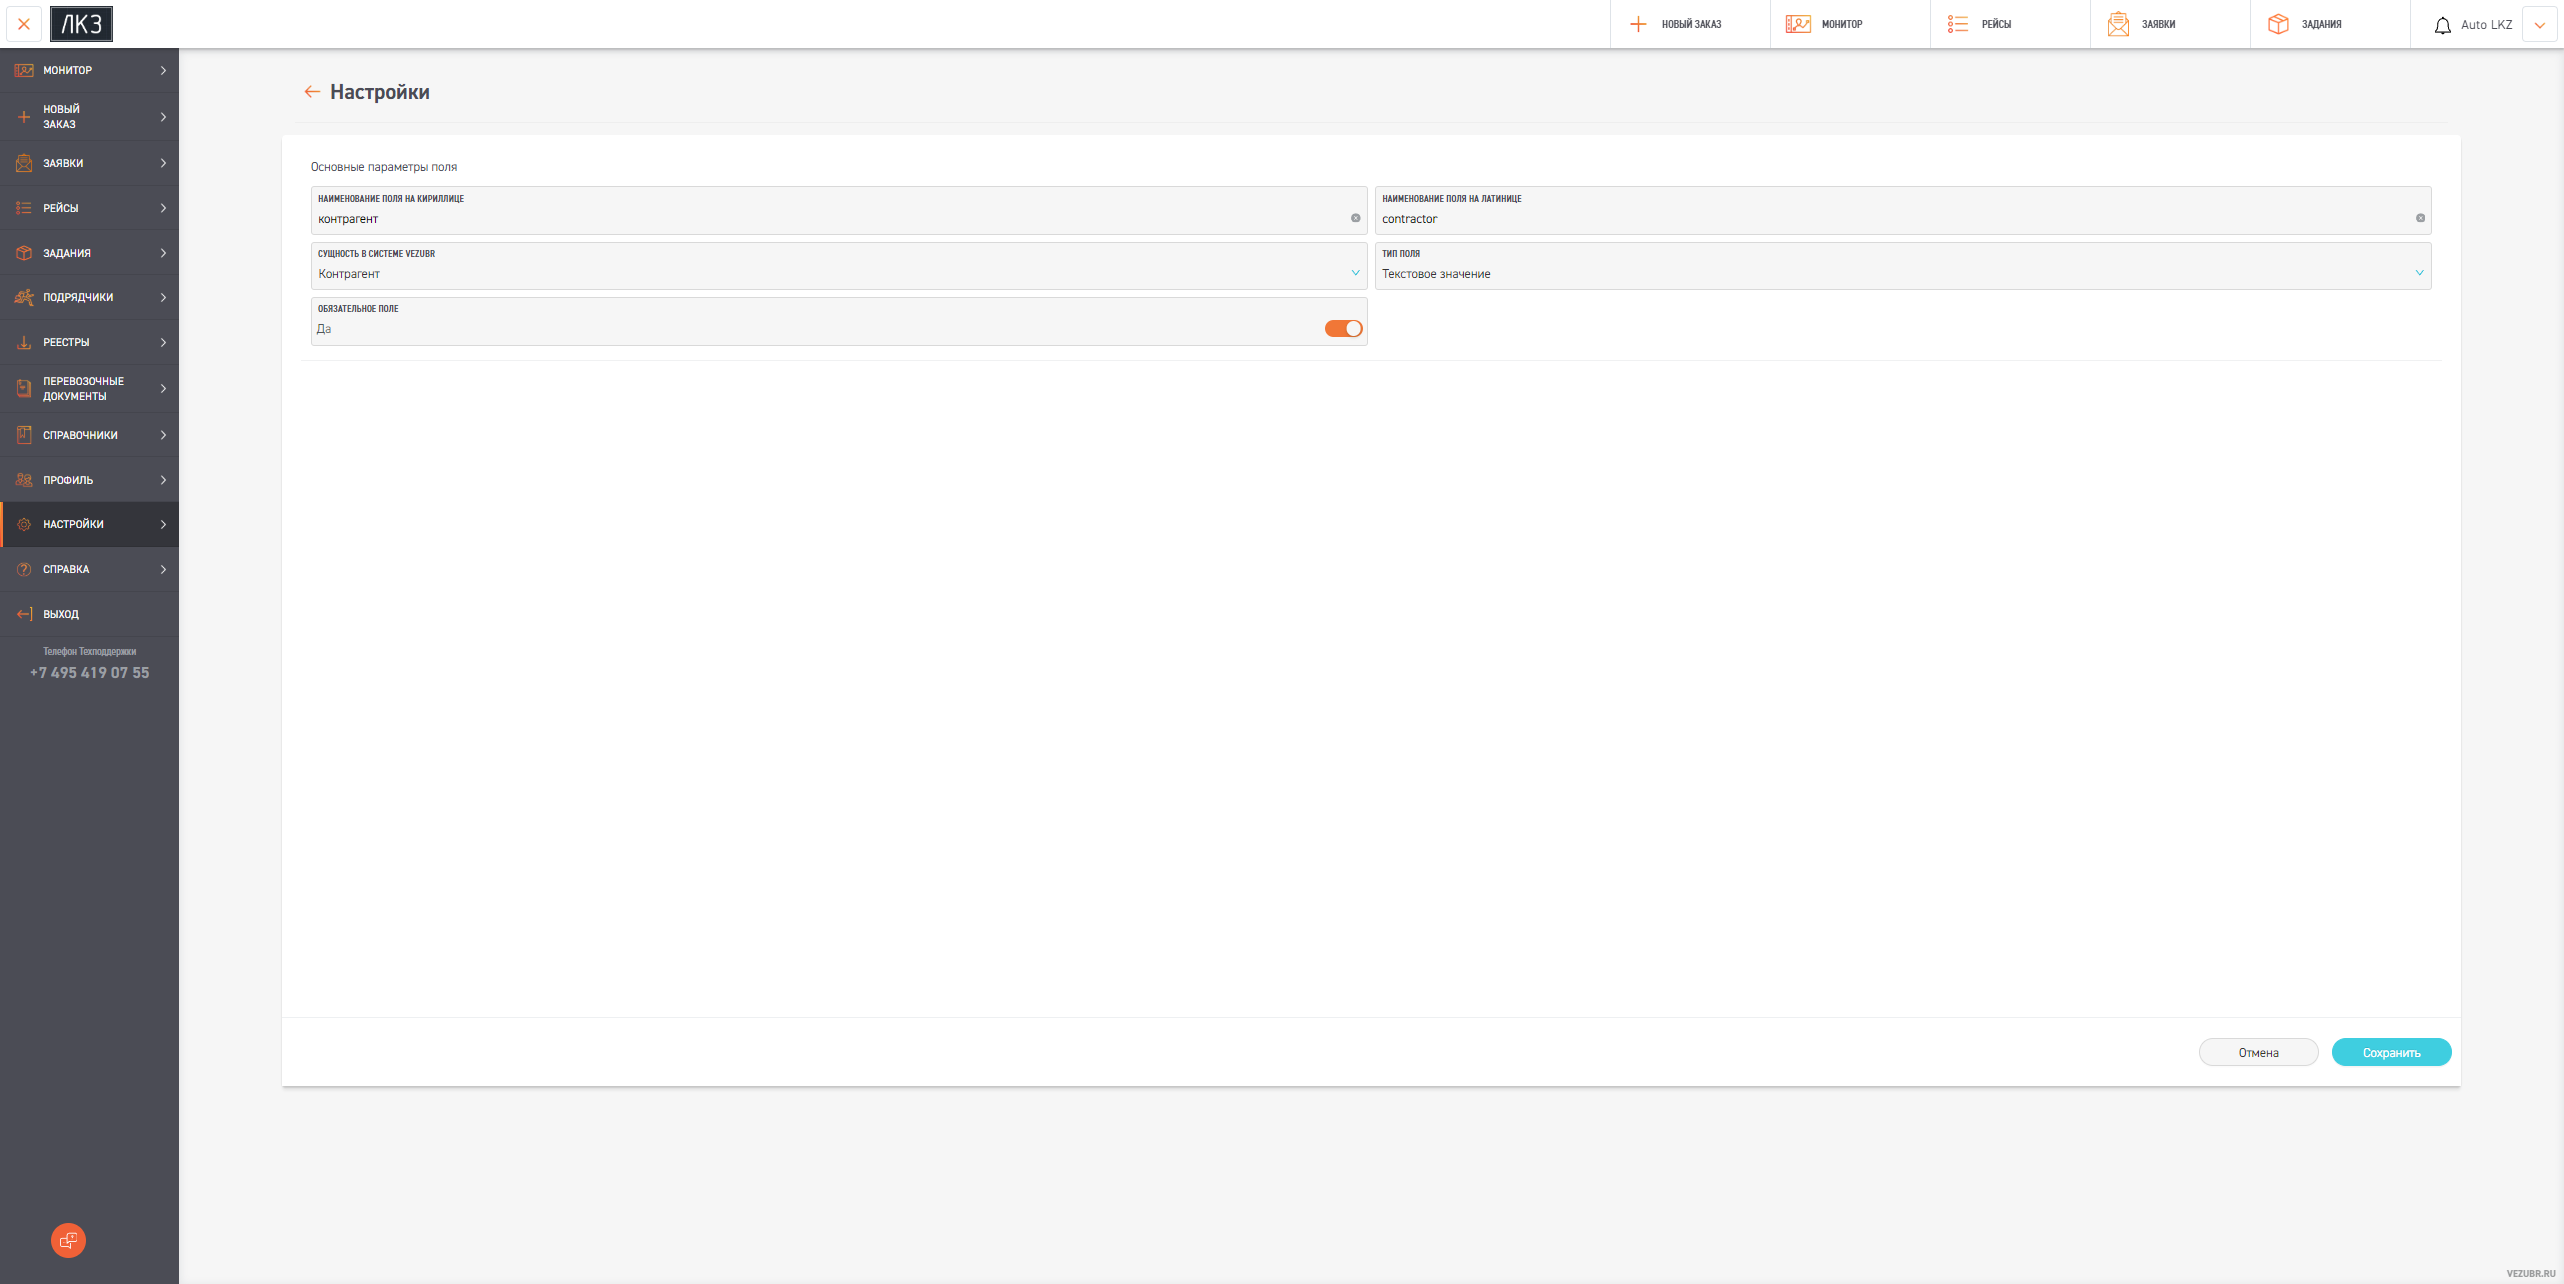 ЛКЗ
НОВЫЙ ЗАКАЗ
МОНИТОР
РЕЙСЫ
ЗАЯВКИ
ЗАДАНИЯ
Auto LKZ
МОНИТОР
НОВЫЙ
ЗАКАЗ
ЗАЯВКИ
РЕЙСЫ
ЗАДАНИЯ
ПОДРЯДЧИКИ
РЕЕСТРЫ
ПЕРЕВОЗОЧНЫЕ
ДОКУМЕНТЫ
СПРАВОЧНИКИ
ПРОФИЛЬ
НАСТРОЙКИ
СПРАВКА
ВЫХОД
Телефон Техподдержки
+7 495 419 07 55
Настройки
Основные параметры поля
НАИМЕНОВАНИЕ ПОЛЯ НА КИРИЛЛИЦЕ
контрагент
НАИМЕНОВАНИЕ ПОЛЯ НА ЛАТИНИЦЕ
contractor
СУЩНОСТЬ В СИСТЕМЕ VEZUBR
Контрагент
ТИП ПОЛЯ
Текстовое значение
ОБЯЗАТЕЛЬНОЕ ПОЛЕ
Да
Отмена
Сохранить
VEZUBR.RU